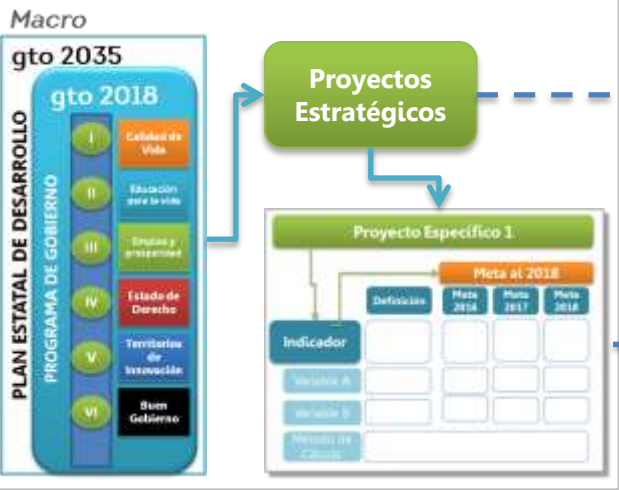 Macro
gto 2035
gto 2018
PLAN ESTATAL DE DESARROLLO
PROGRAMA DE GOBIERNO
I
Calidad de
Vida
II
Educación
para la vida
III
Empleo y
prosperidad
IV
Estado de
Derecho
V
Territorios
de
Innovación
VI
Buen
Gobierno
Proyectos
Estratégicos
Proyecto Específico 1
Meta al 2018
Definición
Meta
2016
Meta
2017
Meta
2018
Indicador
Variable A
Variable B
Método de
Cálculo